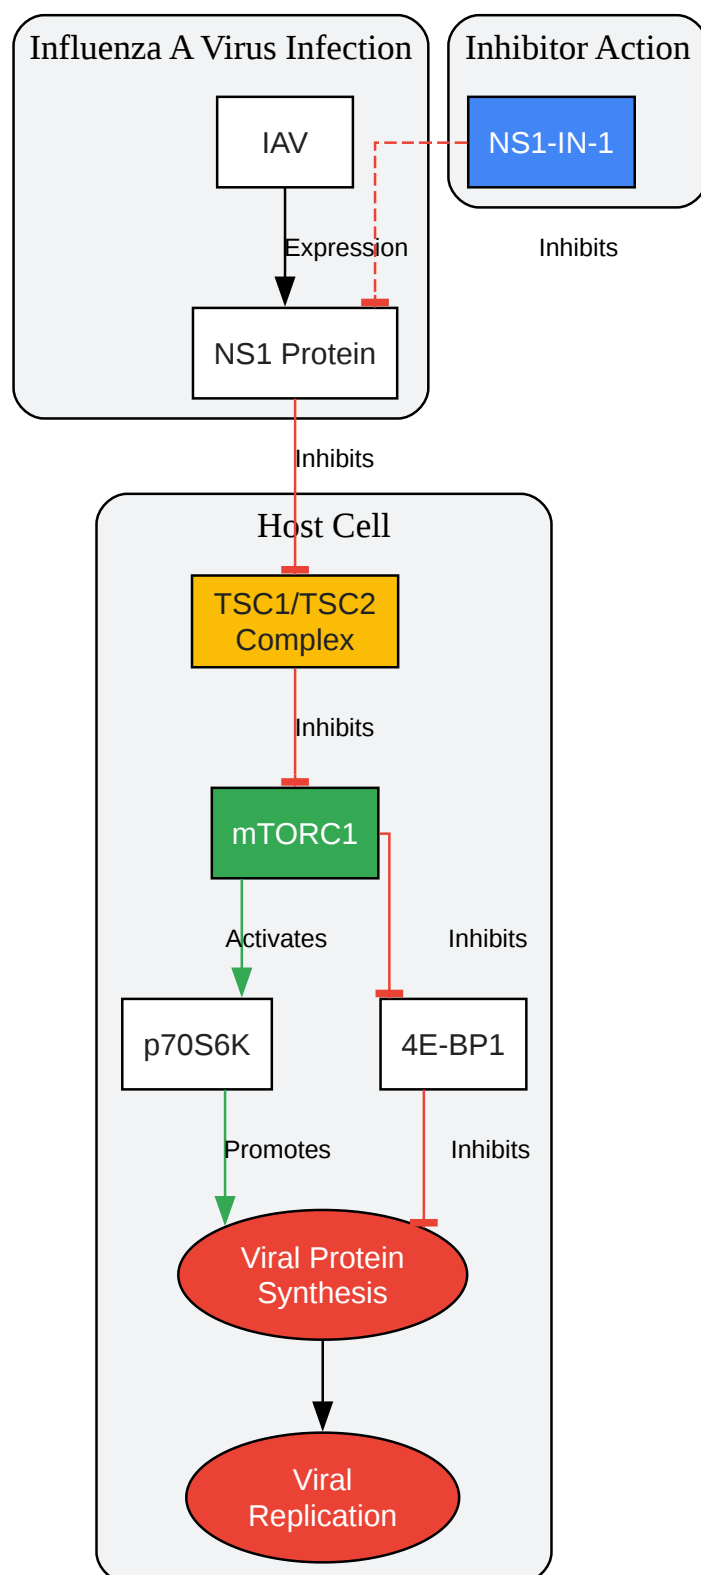 Influenza A Virus Infection
Inhibitor Action
IAV
NS1-IN-1
Expression
Inhibits
NS1 Protein
Inhibits
Host Cell
TSC1/TSC2
Complex
Inhibits
mTORC1
Activates
Inhibits
p70S6K
4E-BP1
Promotes
Inhibits
Viral Protein
Synthesis
Viral
Replication